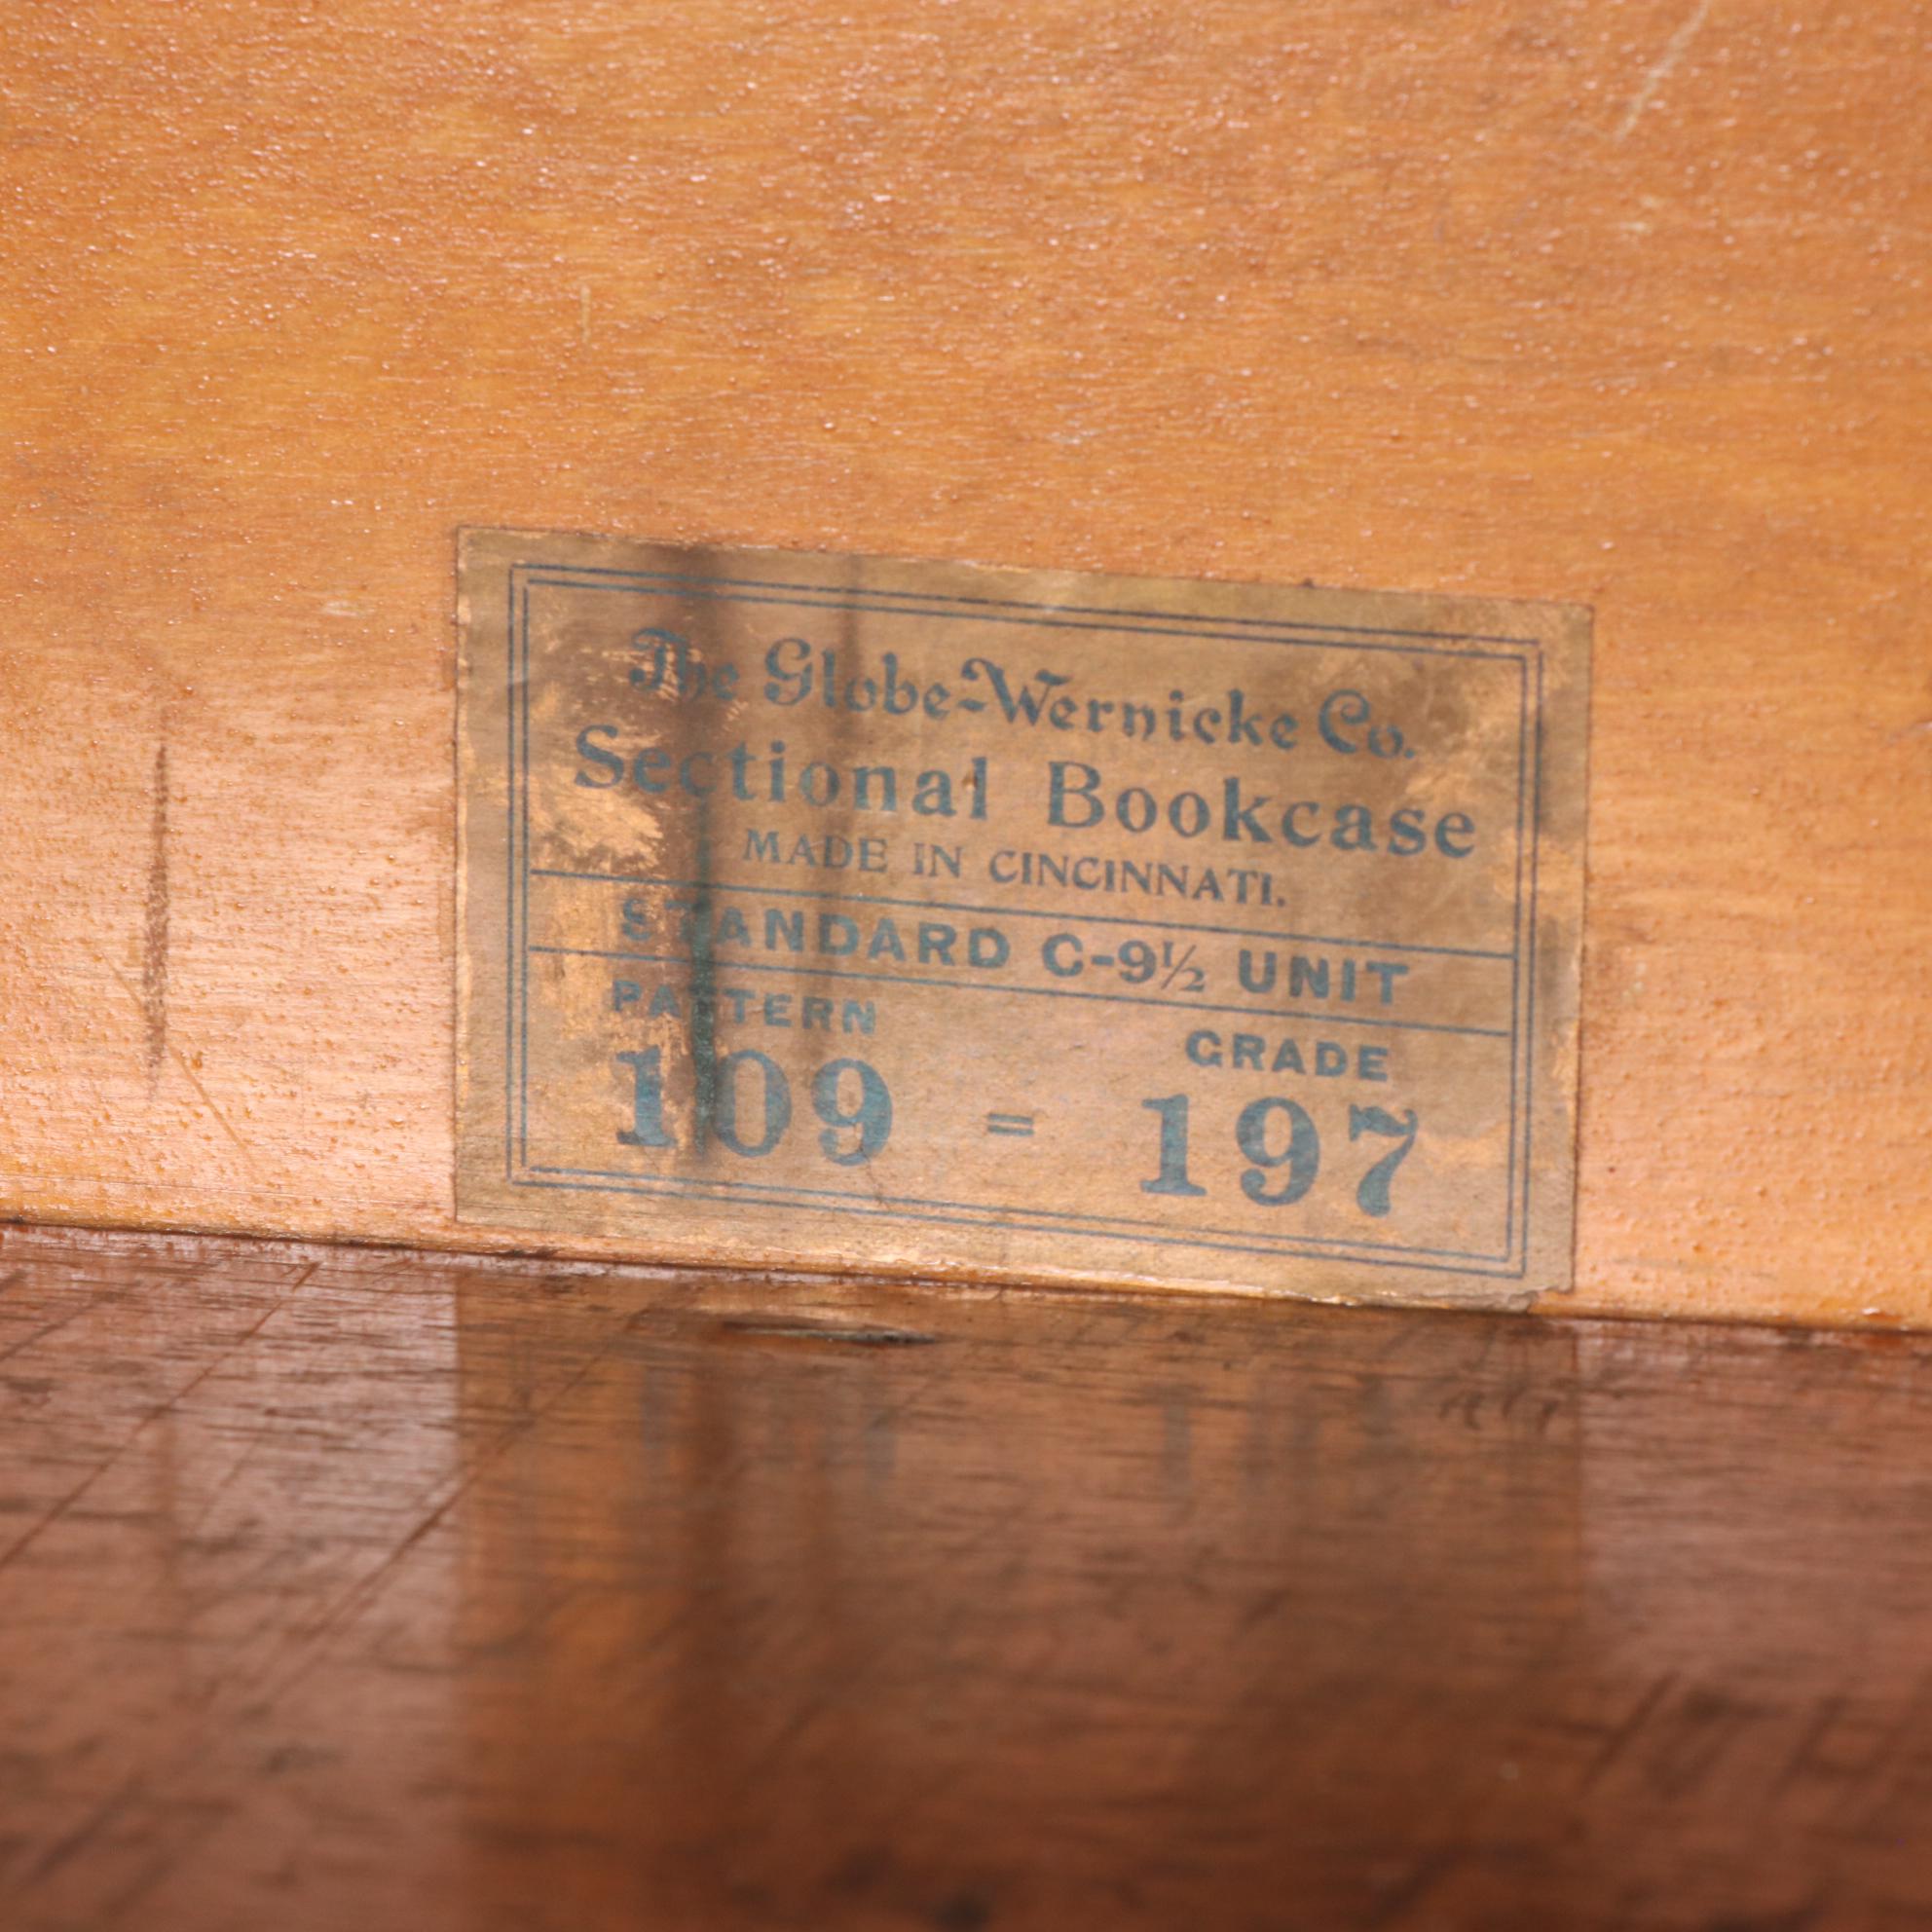 The Globe-Wernicke Co.
Sectional Bookcase
MADE IN CINCINNATI.
STANDARD C-9½ UNIT
PATTERN GRADE
109 = 197